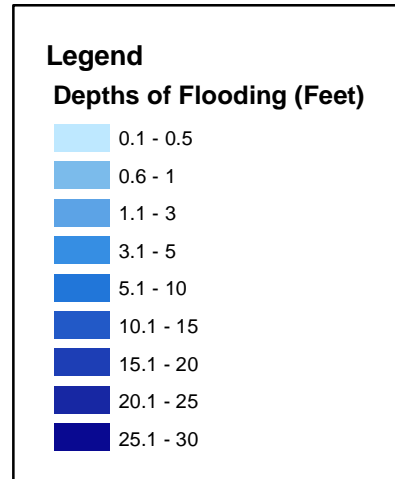 Legend
Depths of Flooding (Feet)
0.1 - 0.5
0.6 - 1
1.1 - 3
3.1 - 5
5.1 - 10
10.1 - 15
15.1 - 20
20.1 - 25
25.1 - 30